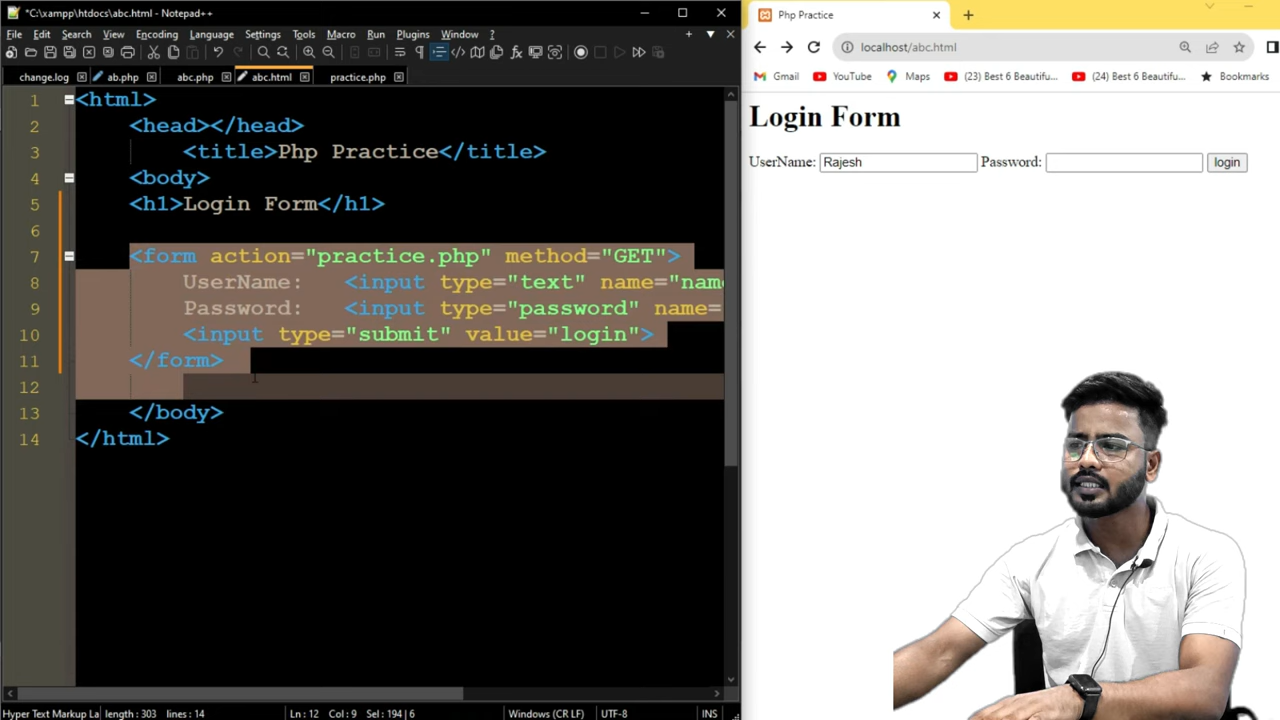 *C:\xampp\htdocs\abc.html - Notepad++
File Edit Search View Encoding Language Settings Tools Macro Run Plugins Window ?
change.log ab.php abc.php abc.html practice.php
1 <html>
2 <head></head>
3 <title>Php Practice</title>
4 <body>
5 <h1>Login Form</h1>
6
7 <form action="practice.php" method="GET">
8 UserName: <input type="text" name="nam
9 Password: <input type="password" name=
10 <input type="submit" value="login">
11 </form>
12
13 </body>
14 </html>
Hyper Text Markup La length : 303 lines : 14 Ln : 12 Col : 9 Sel : 194 | 6 Windows (CR LF) UTF-8 INS
Php Practice
localhost/abc.html
Gmail YouTube Maps (23) Best 6 Beautifu... (24) Best 6 Beautifu... Bookmarks
Login Form
UserName: Rajesh Password: login